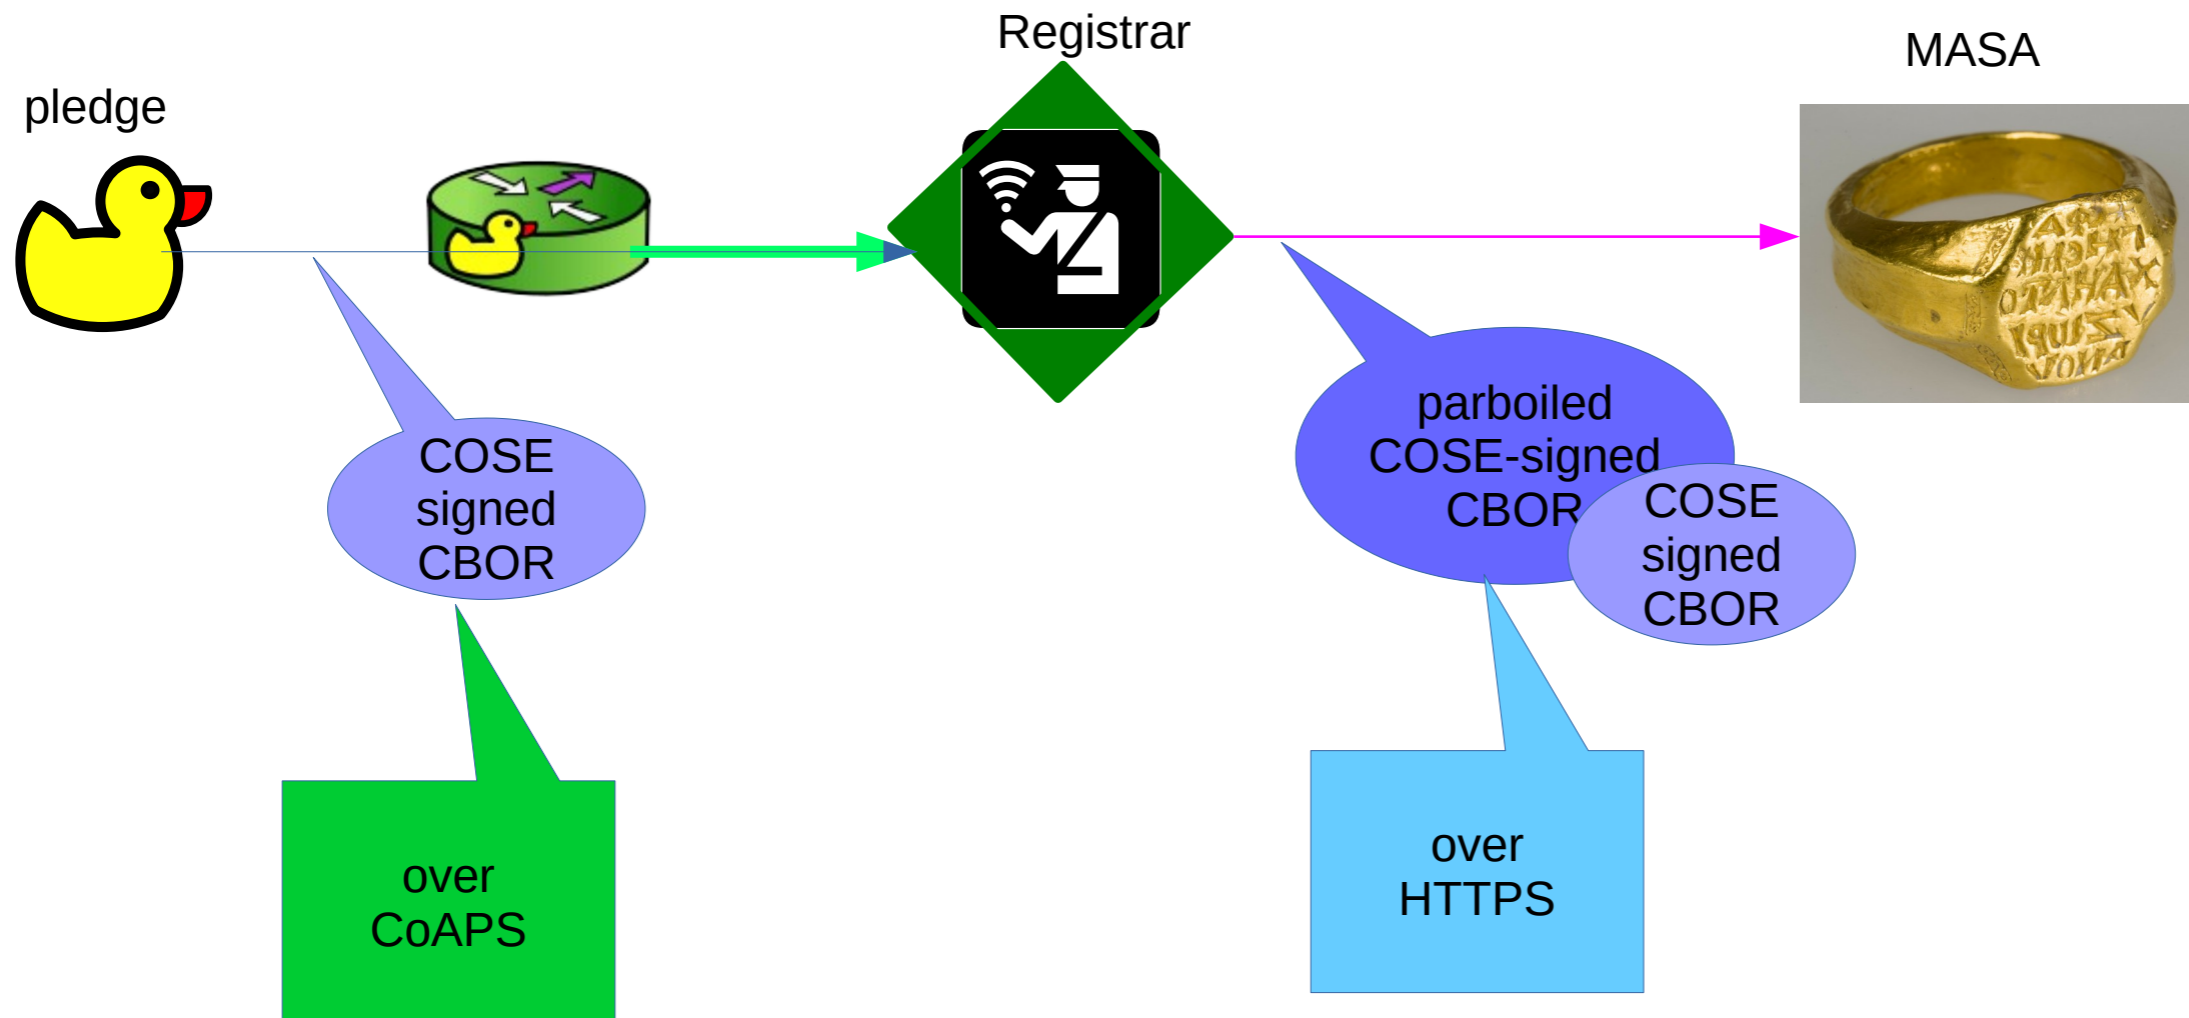 Registrar
MASA
pledge
COSE
signed
CBOR
parboiled
COSE-signed
CBOR
COSE
signed
CBOR
over
CoAPS
over
HTTPS